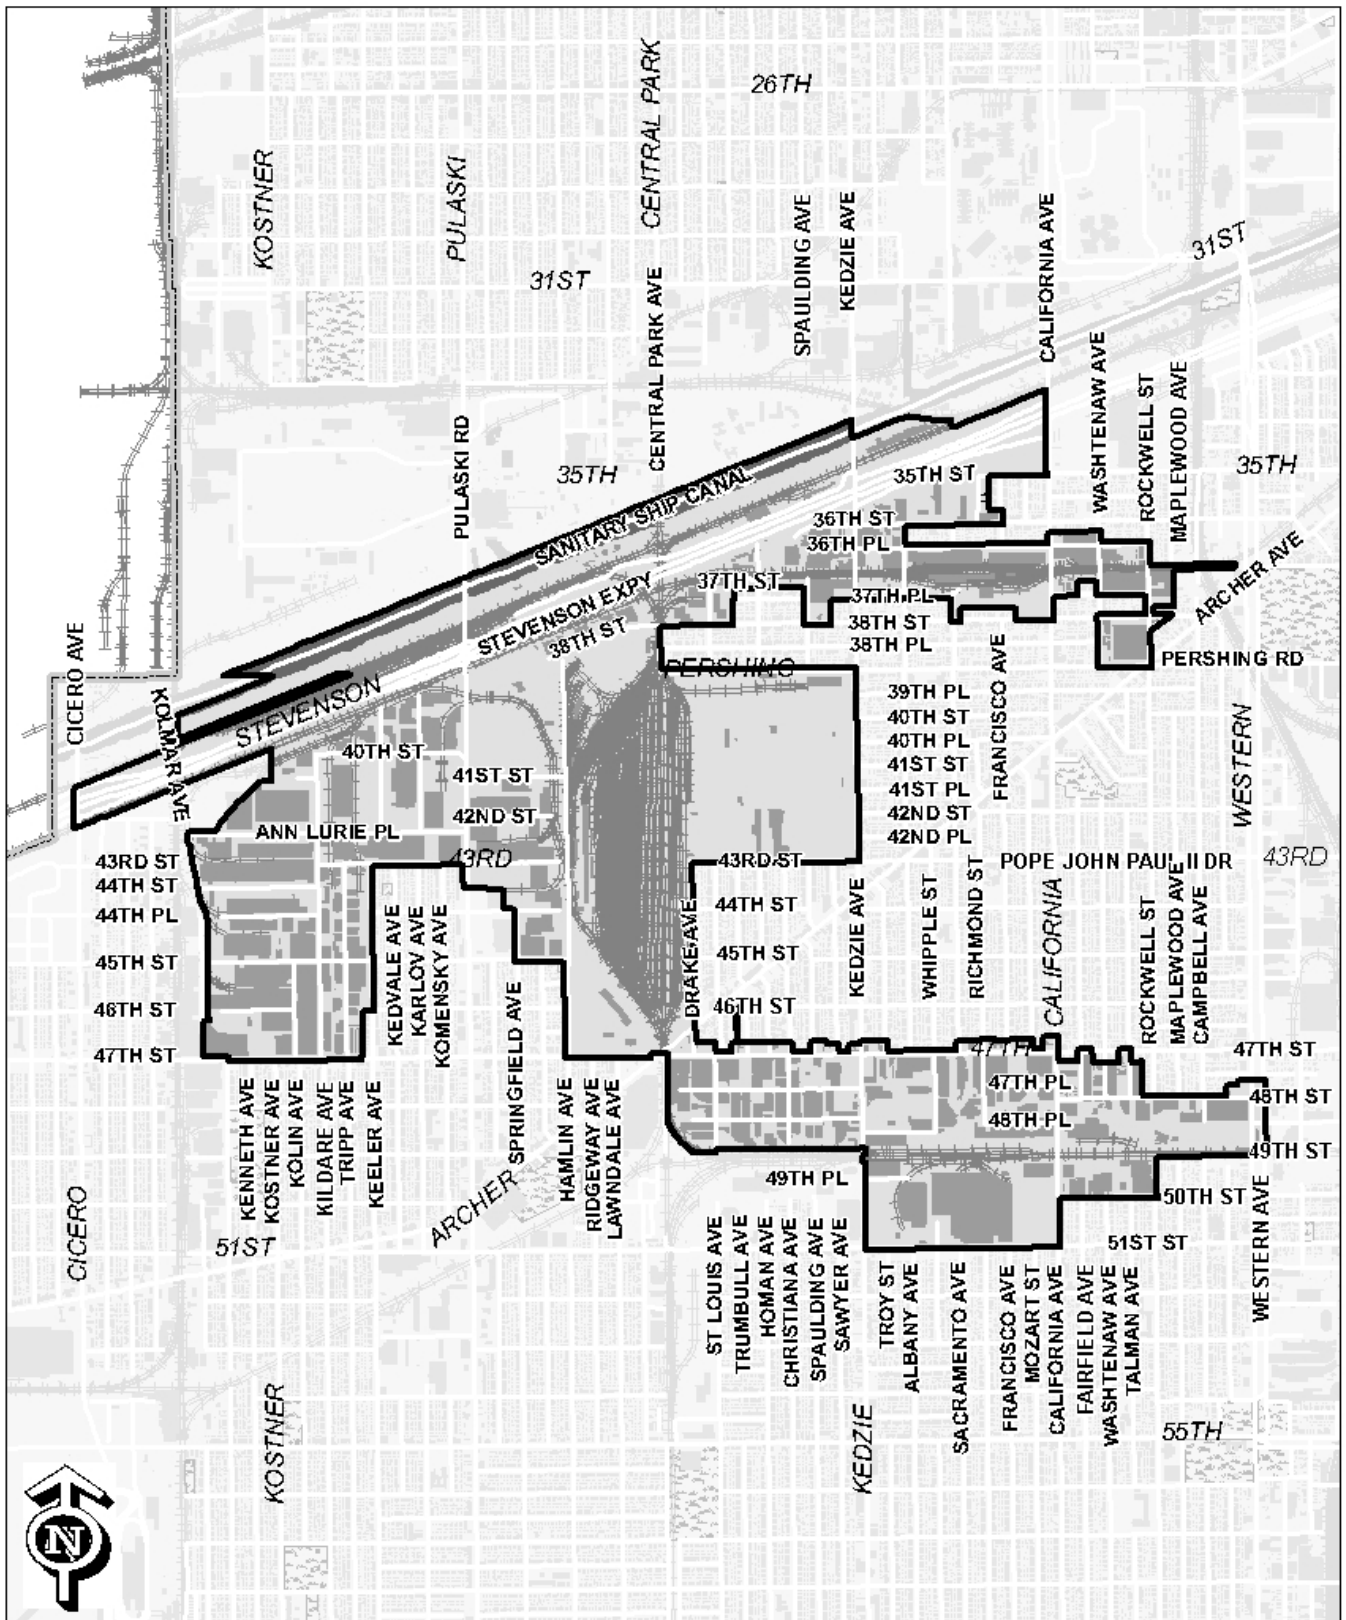 26TH
CENTRAL PARK
KOSTNER
PULASKI
SPAULDING AVE
KEDZIE AVE
CALIFORNIA AVE
31ST
31ST
CENTRAL PARK AVE
WASHTENAW AVE
ROCKWELL ST
MAPLEWOOD AVE
PULASKI RD
35TH
35TH ST
35TH
SANITARY SHIP CANAL
36TH ST
36TH PL
ARCHER AVE
STEVENSON EXPY
37TH ST
37TH PL
38TH ST
38TH ST
38TH PL
PERSHING
PERSHING RD
CICERO AVE
KOLMAR AVE
STEVENSON
FRANCISCO AVE
WESTERN
39TH PL
40TH ST
40TH PL
41ST ST
41ST PL
42ND ST
42ND PL
40TH ST
41ST ST
42ND ST
ANN LURIE PL
43RD
43RD ST
43RD ST
POPE JOHN PAUL II DR
43RD
44TH ST
44TH PL
45TH ST
46TH ST
47TH ST
KEDVALE AVE
KARLOV AVE
KOMENSKY AVE
SPRINGFIELD AVE
DRAKE AVE
44TH ST
45TH ST
46TH ST
KEDZIE AVE
WHIPPLE ST
RICHMOND ST
CALIFORNIA
ROCKWELL ST
MAPLEWOOD AVE
CAMPBELL AVE
47TH
47TH ST
47TH PL
48TH ST
48TH PL
49TH ST
KENNETH AVE
KOSTNER AVE
KOLIN AVE
KILDARE AVE
TRIPP AVE
KEELER AVE
HAMLIN AVE
RIDGEWAY AVE
LAWNDALE AVE
ARCHER
49TH PL
50TH ST
51ST ST
CICERO
51ST
WESTERN AVE
ST LOUIS AVE
TRUMBULL AVE
HOMAN AVE
CHRISTIANA AVE
SPAULDING AVE
SAWYER AVE
TROY ST
ALBANY AVE
SACRAMENTO AVE
FRANCISCO AVE
MOZART ST
CALIFORNIA AVE
FAIRFIELD AVE
WASHTENAW AVE
TALMAN AVE
KOSTNER
KEDZIE
55TH
N